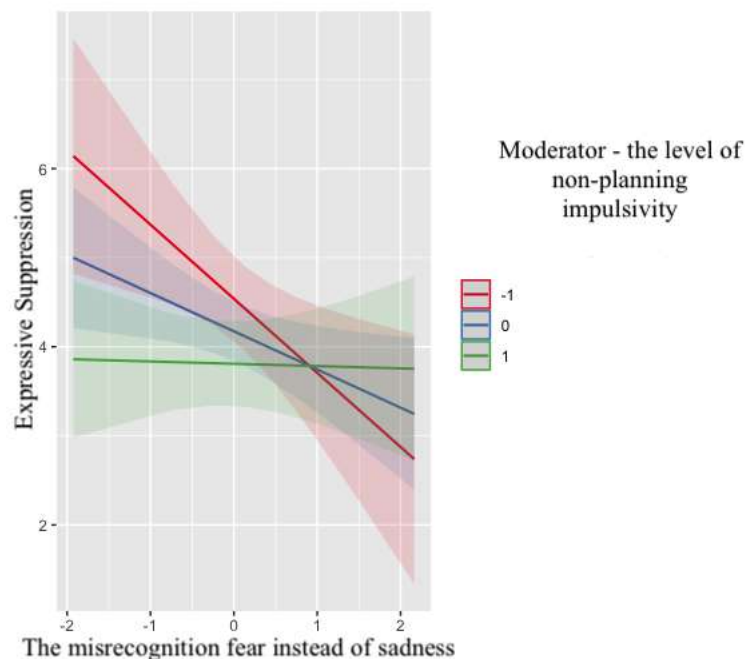 Expressive Suppression
6
4
2
-2
-1
0
1
2
The misrecognition fear instead of sadness
Moderator - the level of
non-planning
impulsivity
-1
0
1